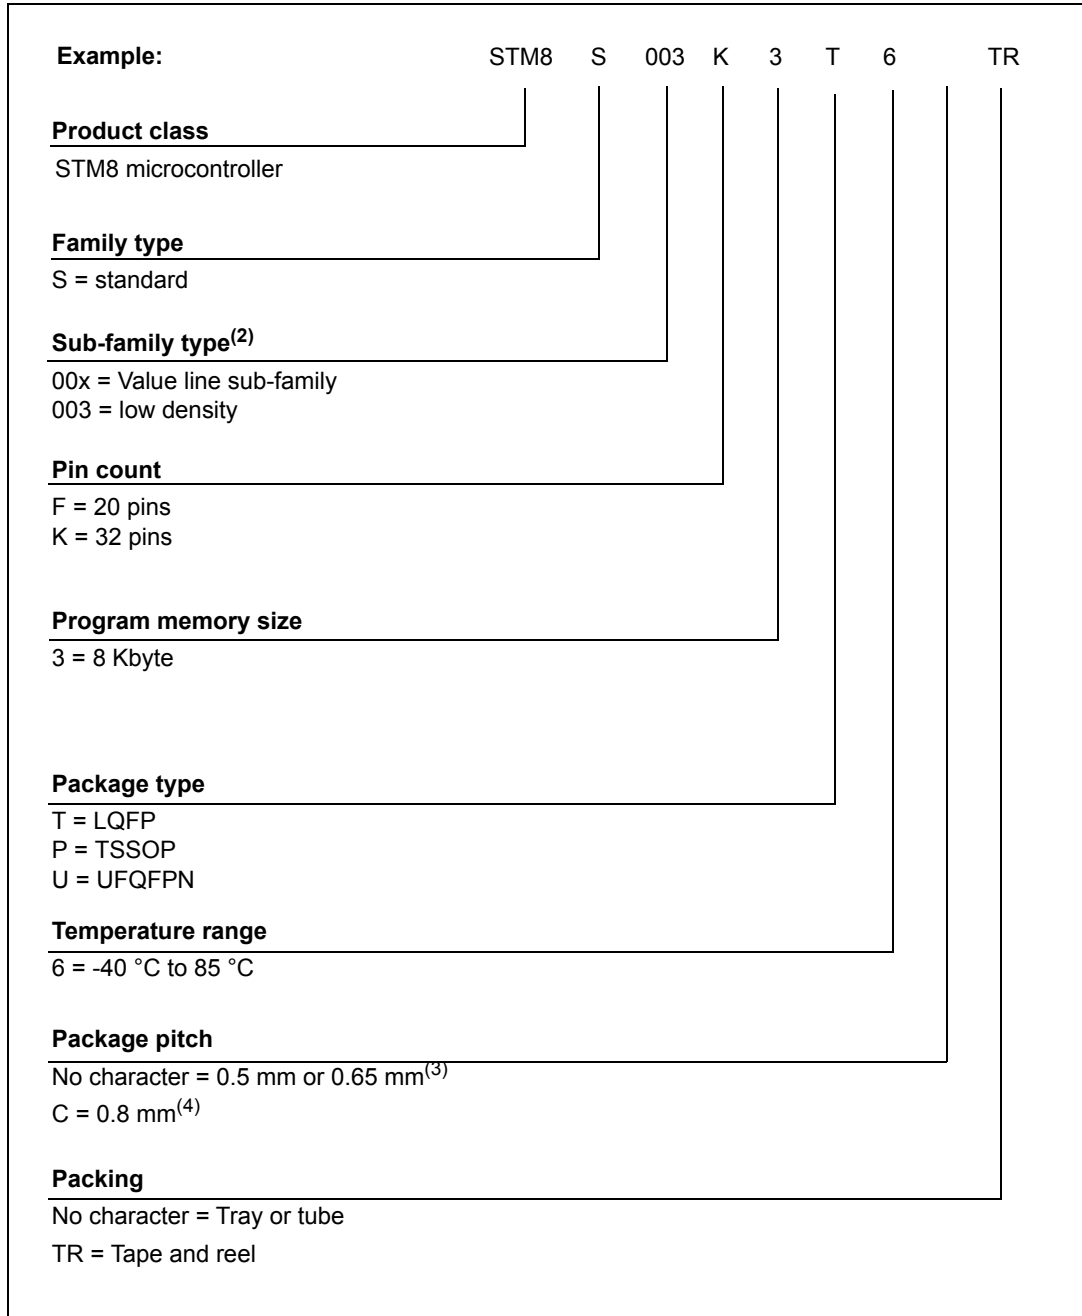 Example: STM8 S 003 K 3 T 6 TR
Product class
STM8 microcontroller
Family type
S = standard
Sub-family type(2)
00x = Value line sub-family
003 = low density
Pin count
F = 20 pins
K = 32 pins
Program memory size
3 = 8 Kbyte
Package type
T = LQFP
P = TSSOP
U = UFQFPN
Temperature range
6 = -40 °C to 85 °C
Package pitch
No character = 0.5 mm or 0.65 mm(3)
C = 0.8 mm(4)
Packing
No character = Tray or tube
TR = Tape and reel